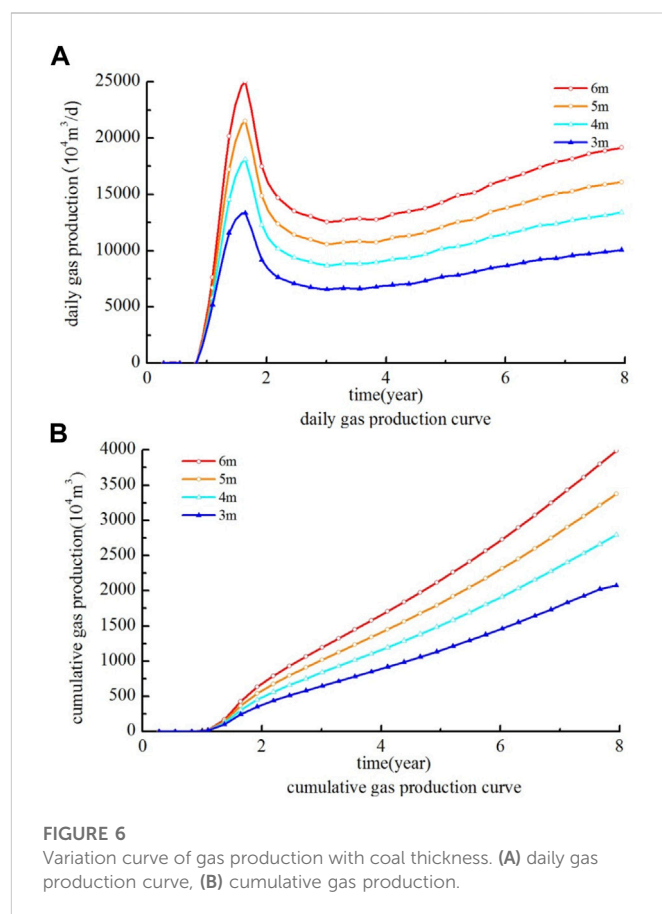 A
daily gas production (10⁴m³/d)
25000
20000
15000
10000
5000
0
6m
5m
4m
3m
0 2 4 6 8
time(year)
daily gas production curve
B
cumulative gas production(10⁴m³)
4000
3500
3000
2500
2000
1500
1000
500
0
6m
5m
4m
3m
0 2 4 6 8
time(year)
cumulative gas production curve
FIGURE 6
Variation curve of gas production with coal thickness. (A) daily gas
production curve, (B) cumulative gas production.